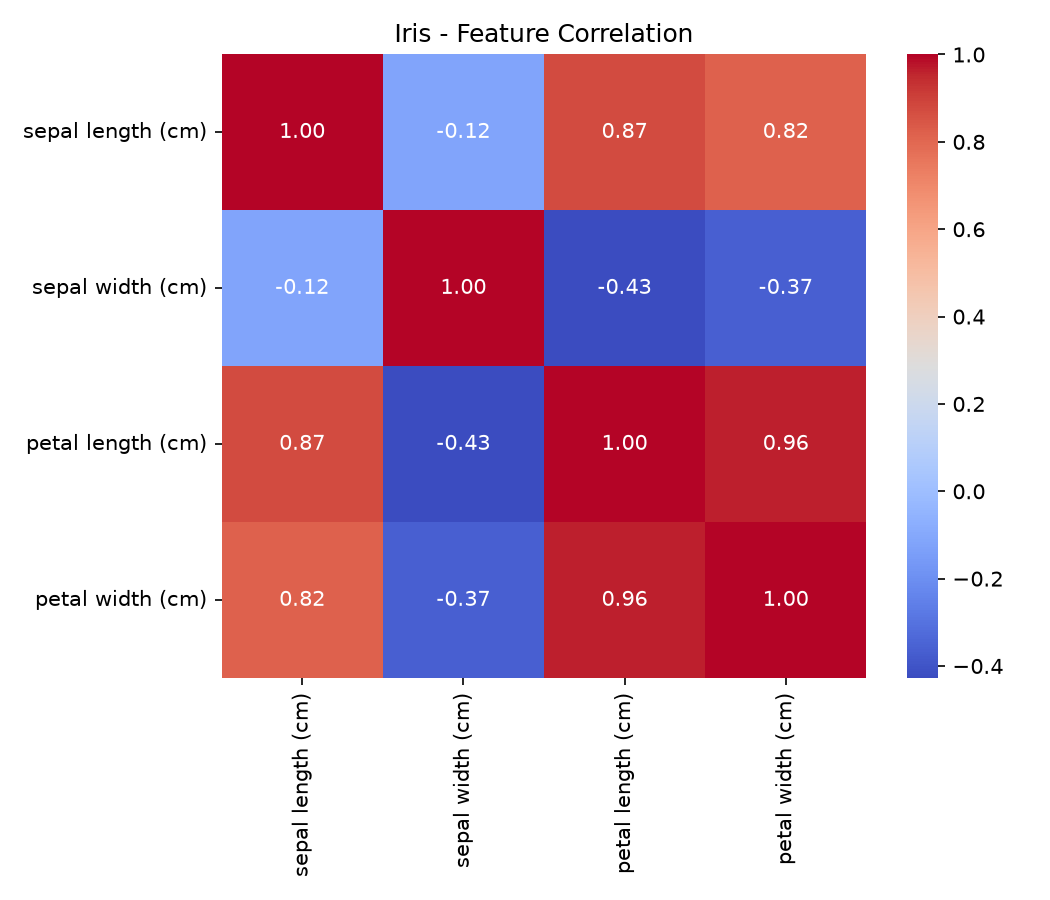 Iris - Feature Correlation
sepal length (cm) 1.00 -0.12 0.87 0.82
sepal width (cm) -0.12 1.00 -0.43 -0.37
petal length (cm) 0.87 -0.43 1.00 0.96
petal width (cm) 0.82 -0.37 0.96 1.00
sepal length (cm)
sepal width (cm)
petal length (cm)
petal width (cm)
1.0
0.8
0.6
0.4
0.2
0.0
−0.2
−0.4